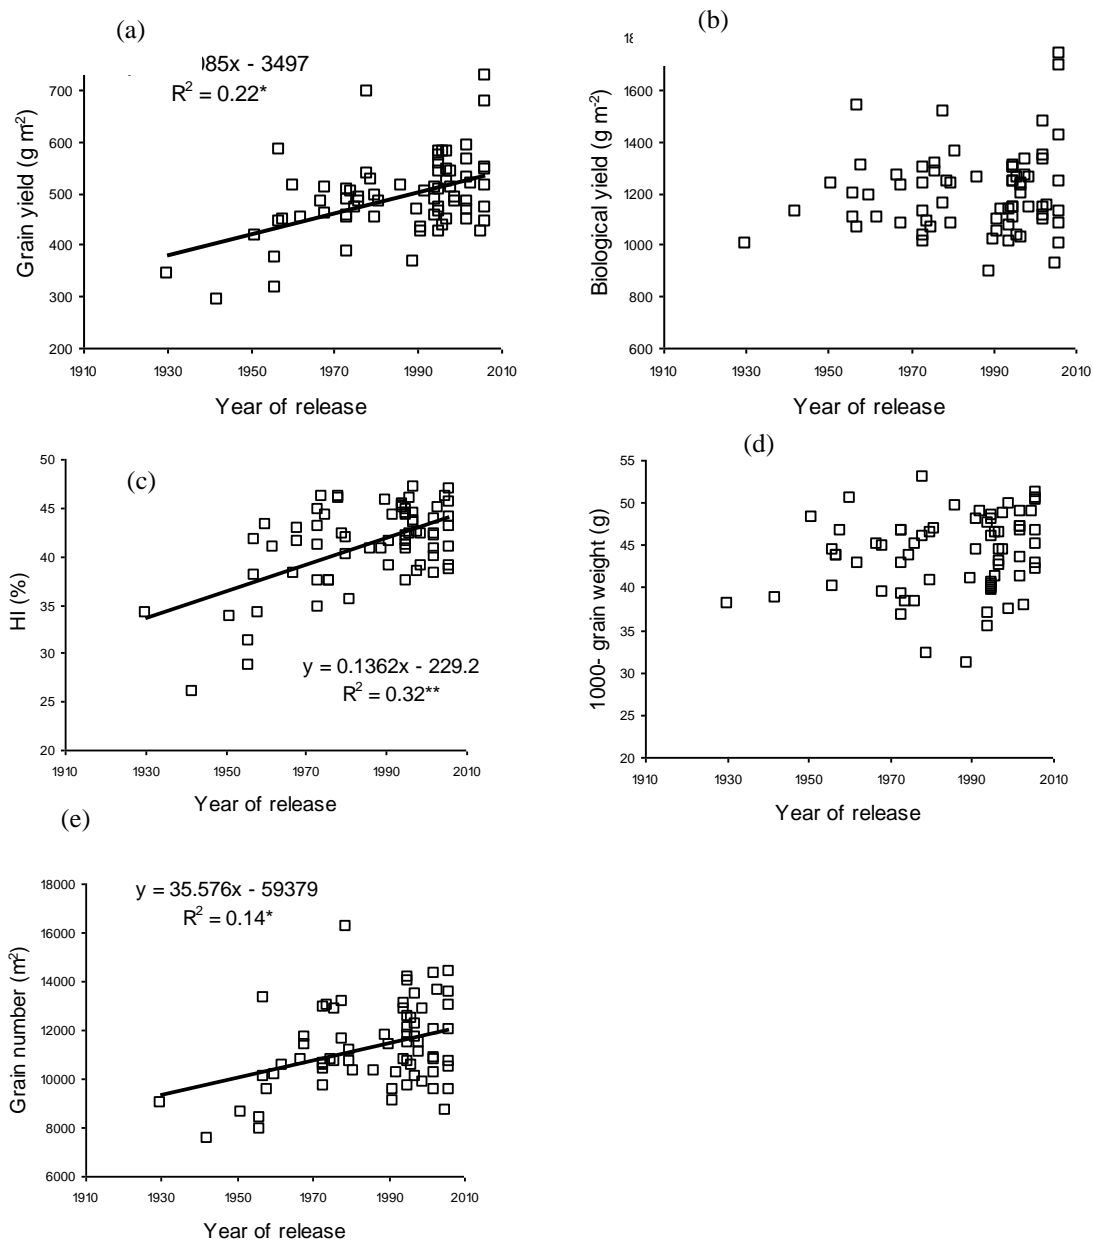 (a)
085x - 3497
R² = 0.22*
Grain yield (g m⁻²)
700
600
500
400
300
200
1910 1930 1950 1970 1990 2010
Year of release
(b)
Biological yield (g m⁻²)
1600
1400
1200
1000
800
600
1910 1930 1950 1970 1990 2010
Year of release
(c)
HI (%)
50
45
40
35
30
25
20
y = 0.1362x - 229.2
R² = 0.32**
1910 1930 1950 1970 1990 2010
Year of release
(d)
1000- grain weight (g)
55
50
45
40
35
30
25
20
1910 1930 1950 1970 1990 2010
Year of release
(e)
y = 35.576x - 59379
R² = 0.14*
Grain number (m²)
18000
16000
14000
12000
10000
8000
6000
1910 1930 1950 1970 1990 2010
Year of release